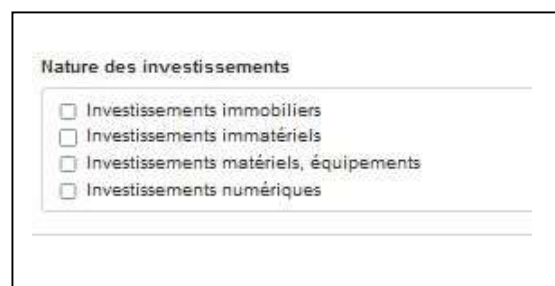 Nature des investissements
Investissements immobiliers
Investissements immatériels
Investissements matériels, équipements
Investissements numériques